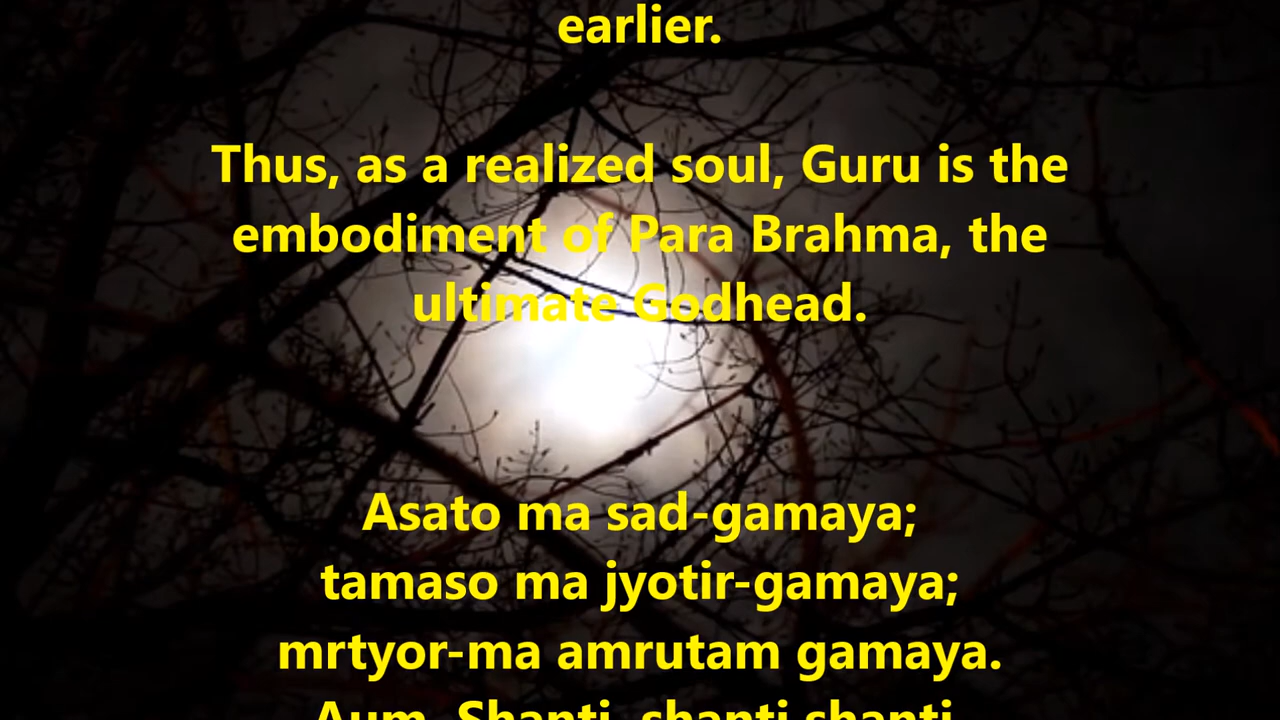 earlier.
Thus, as a realized soul, Guru is the
embodiment of Para Brahma, the
ultimate Godhead.
Asato ma sad-gamaya;
tamaso ma jyotir-gamaya;
mrtyor-ma amrutam gamaya.
Aum, Shanti, shanti shanti